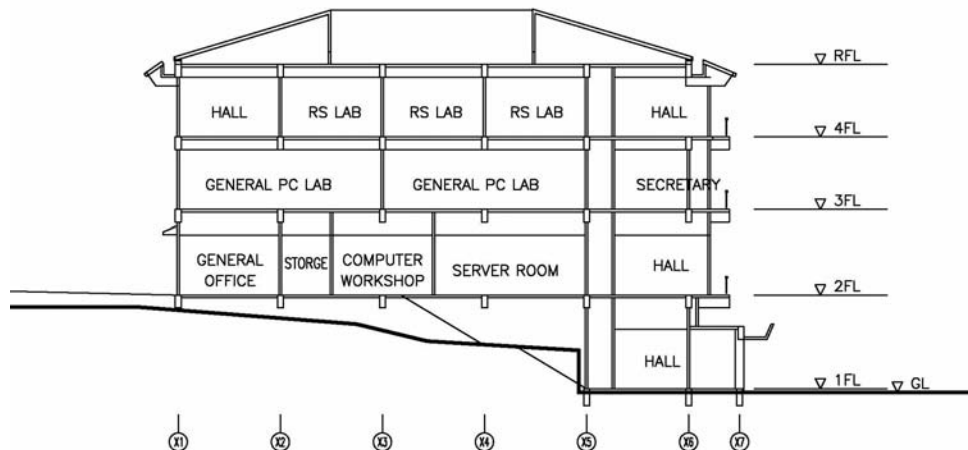 RFL
HALL
RS LAB
RS LAB
RS LAB
HALL
4FL
GENERAL PC LAB
GENERAL PC LAB
SECRETARY
3FL
GENERAL
OFFICE
STORGE
COMPUTER
WORKSHOP
SERVER ROOM
HALL
2FL
HALL
1FL
GL
X1
X2
X3
X4
X5
X6
X7